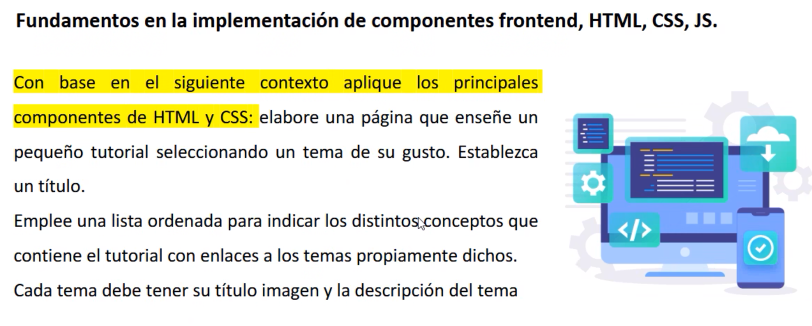 Fundamentos en la implementación de componentes frontend, HTML, CSS, JS.
Con base en el siguiente contexto aplique los principales
componentes de HTML y CSS: elabore una página que enseñe un
pequeño tutorial seleccionando un tema de su gusto. Establezca
un título.
Emplee una lista ordenada para indicar los distintos conceptos que
contiene el tutorial con enlaces a los temas propiamente dichos.
Cada tema debe tener su título imagen y la descripción del tema